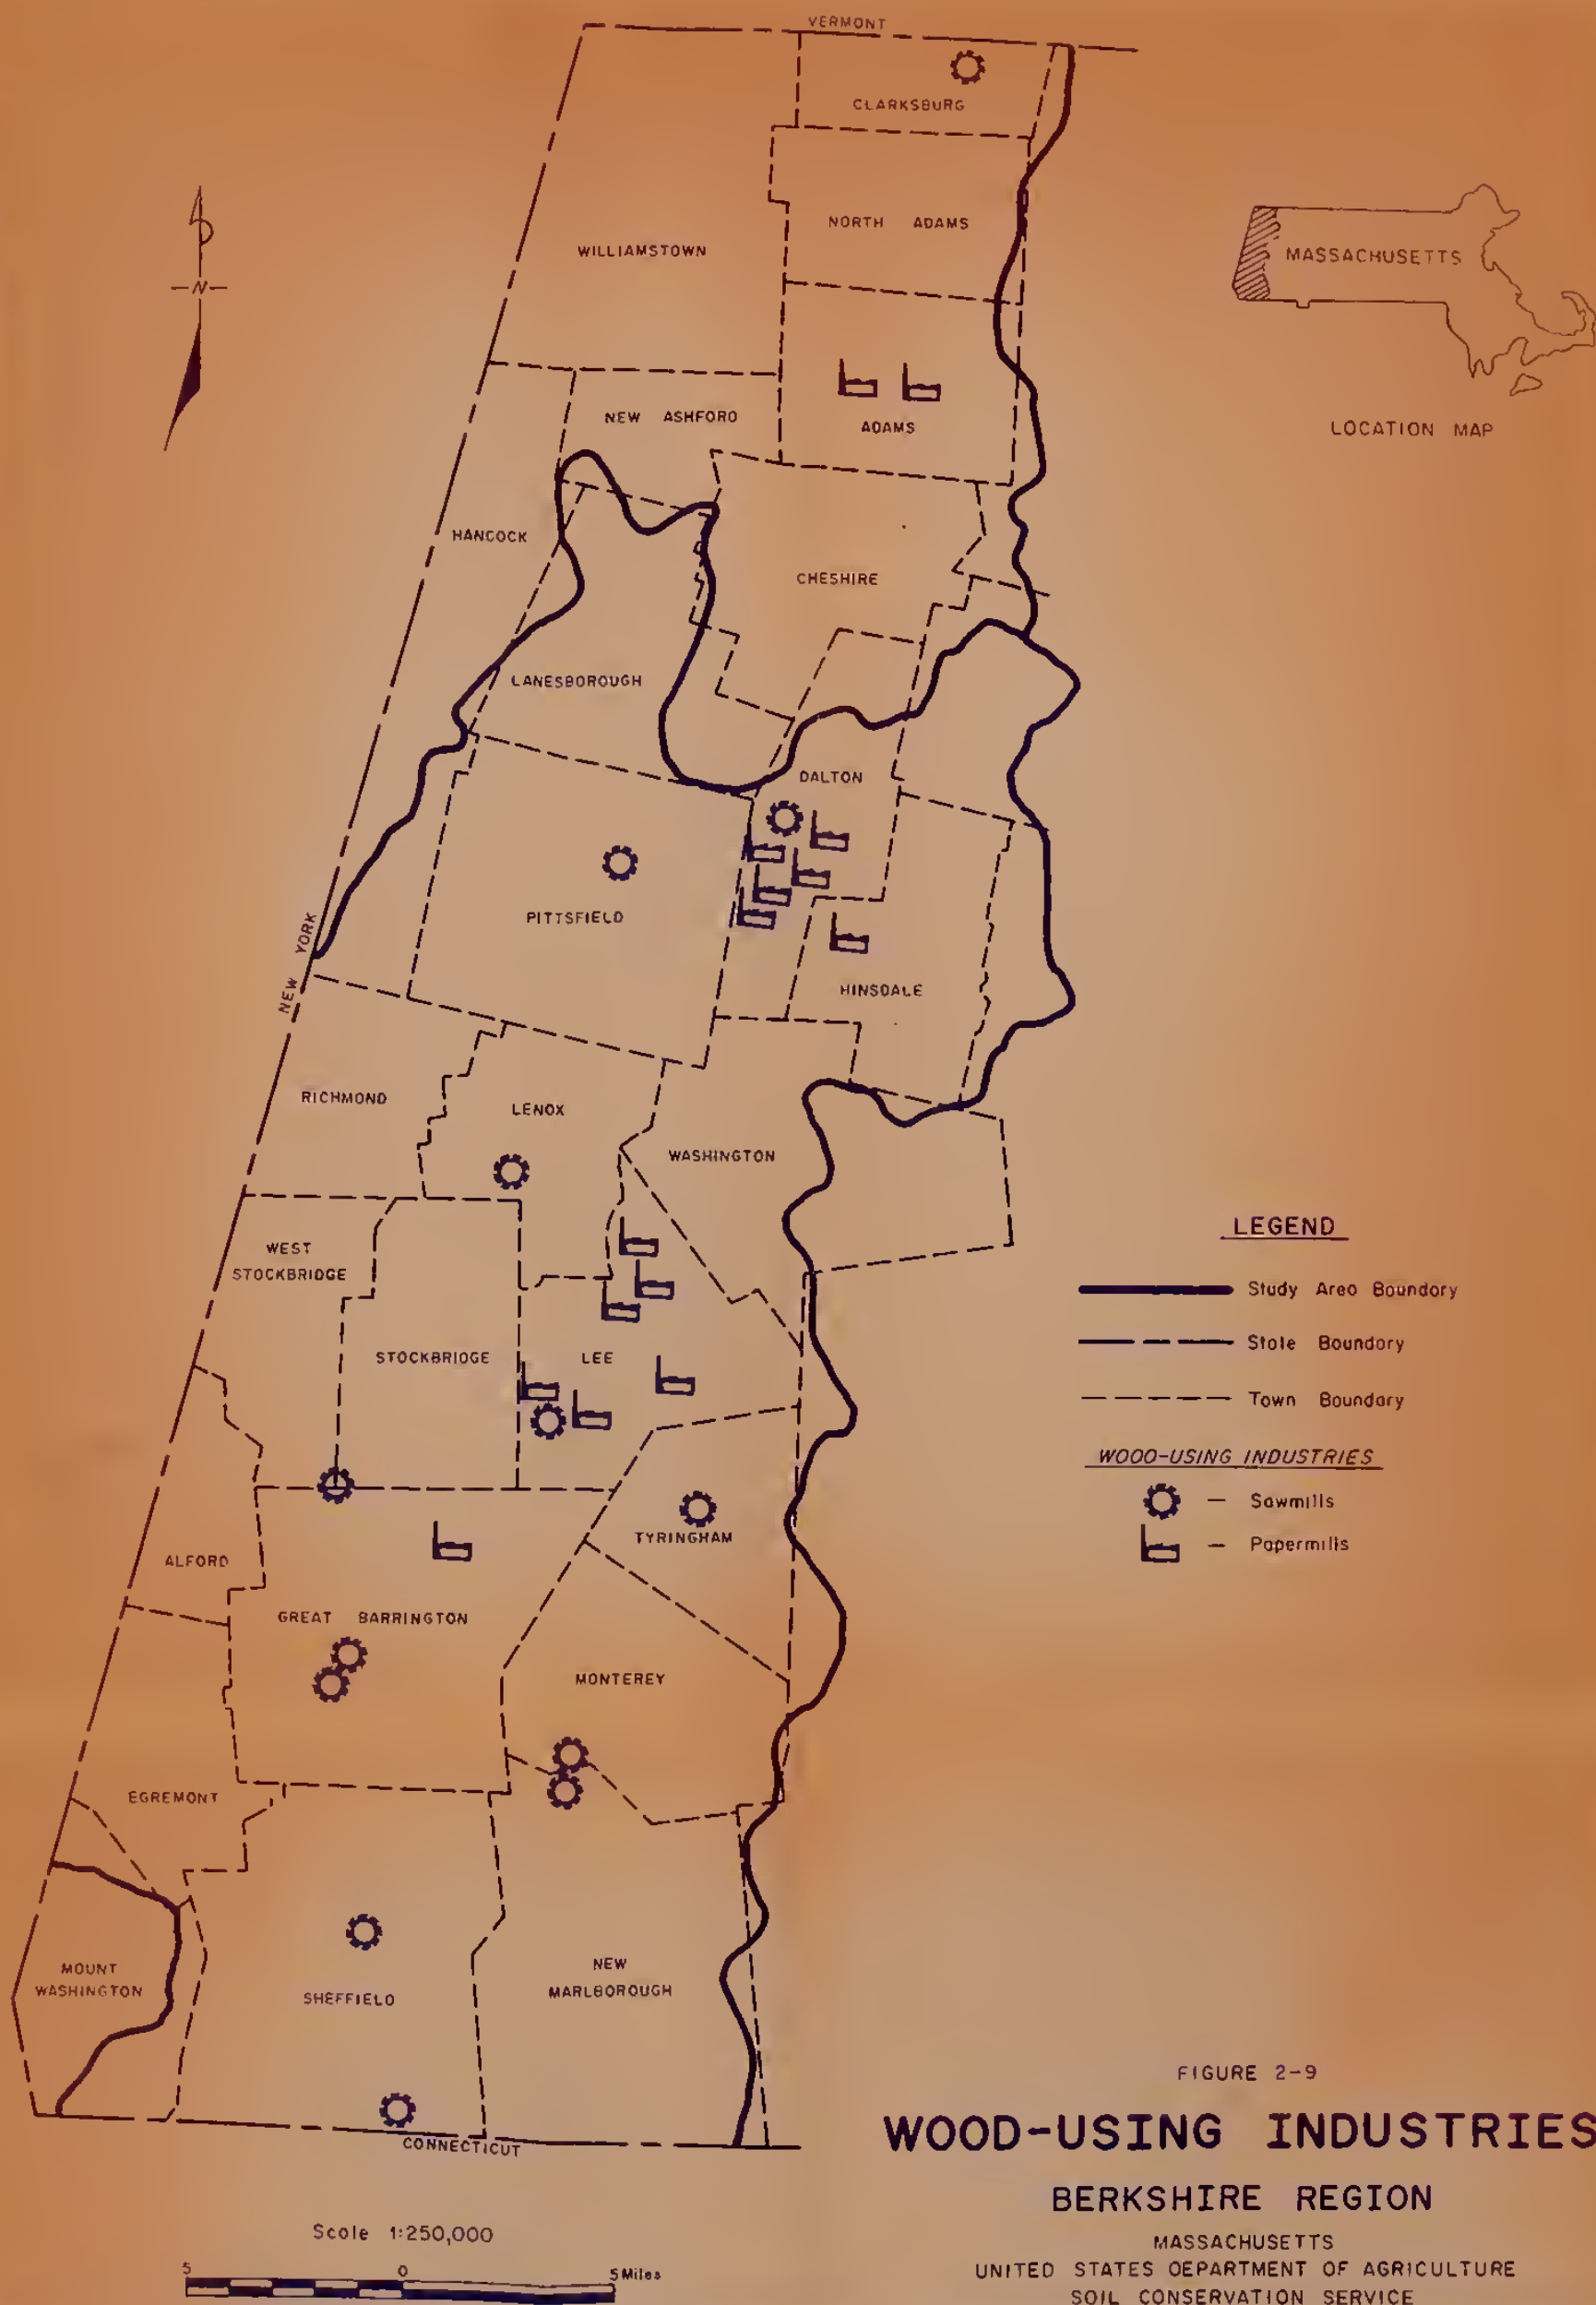 VERMONT
CLARKSBURG
NORTH ADAMS
WILLIAMSTOWN
N
MASSACHUSETTS
LOCATION MAP
NEW ASHFORD
ADAMS
HANCOCK
CHESHIRE
LANESBOROUGH
DALTON
PITTSFIELD
NEW YORK
HINSDALE
RICHMOND
LENOX
WASHINGTON
WEST
STOCKBRIDGE
STOCKBRIDGE
LEE
LEGEND
Study Area Boundary
State Boundary
Town Boundary
WOOD-USING INDUSTRIES
— Sawmills
— Papermills
TYRINGHAM
ALFORD
GREAT BARRINGTON
MONTEREY
EGREMONT
MOUNT
WASHINGTON
SHEFFIELD
NEW
MARLBOROUGH
CONNECTICUT
Scale 1:250,000
5 0 5 Miles
FIGURE 2-9
WOOD-USING INDUSTRIES
BERKSHIRE REGION
MASSACHUSETTS
UNITED STATES DEPARTMENT OF AGRICULTURE
SOIL CONSERVATION SERVICE